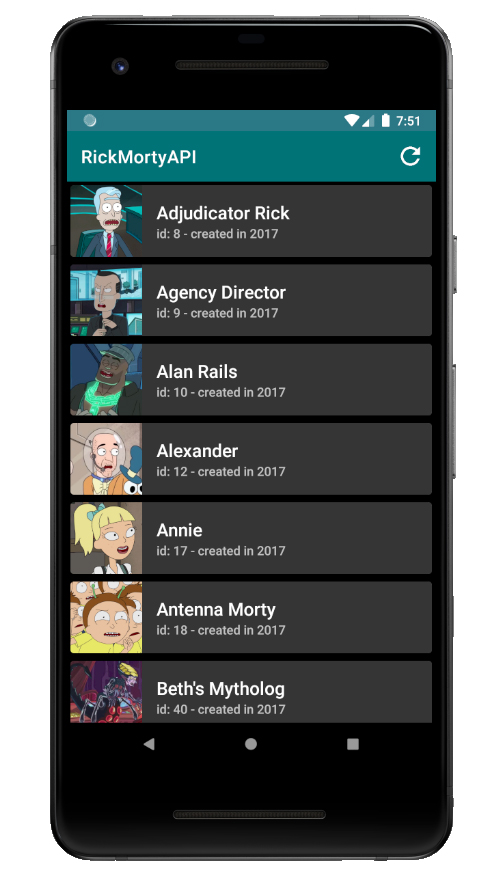 7:51
RickMortyAPI
Adjudicator Rick
id: 8 - created in 2017
Agency Director
id: 9 - created in 2017
Alan Rails
id: 10 - created in 2017
Alexander
id: 12 - created in 2017
Annie
id: 17 - created in 2017
Antenna Morty
id: 18 - created in 2017
Beth's Mytholog
id: 40 - created in 2017